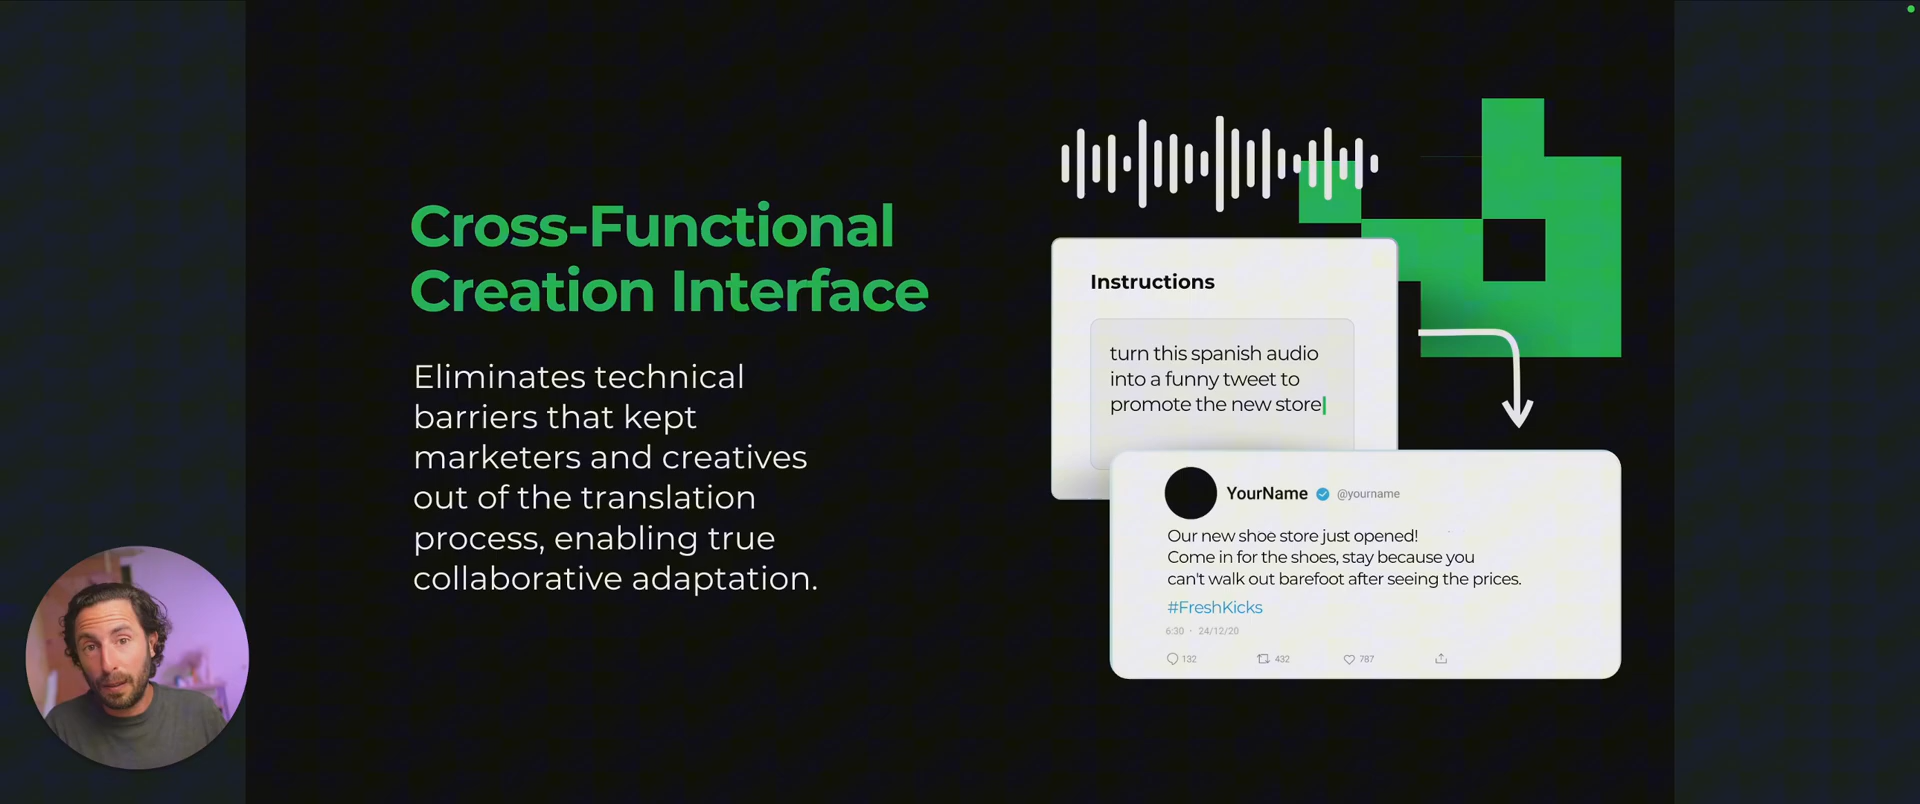 Cross-Functional
Creation Interface
Eliminates technical
barriers that kept
marketers and creatives
out of the translation
process, enabling true
collaborative adaptation.
Instructions
turn this spanish audio
into a funny tweet to
promote the new store
YourName @yourname
Our new shoe store just opened!
Come in for the shoes, stay because you
can't walk out barefoot after seeing the prices.
#FreshKicks
6:30 · 24/12/20
132 432 787